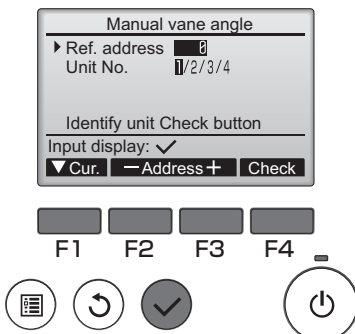 Manual vane angle
Ref. address 0
Unit No. 1/2/3/4
Identify unit Check button
Input display: ✓
▼ Cur. − Address + Check
F1 F2 F3 F4